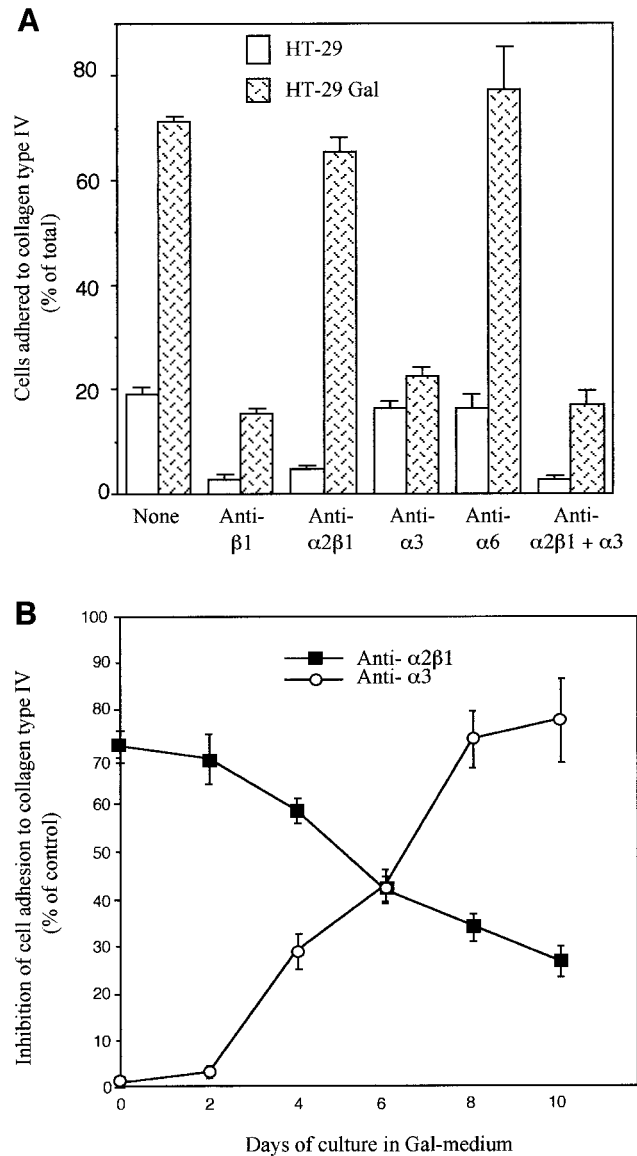 A
HT-29
HT-29 Gal
Cells adhered to collagen type IV
(% of total)
80
60
40
20
0
None
Anti-
β1
Anti-
α2β1
Anti-
α3
Anti-
α6
Anti-
α2β1 + α3
B
Anti- α2β1
Anti- α3
Inhibition of cell adhesion to collagen type IV
(% of control)
100
90
80
70
60
50
40
30
20
10
0
0
2
4
6
8
10
Days of culture in Gal-medium